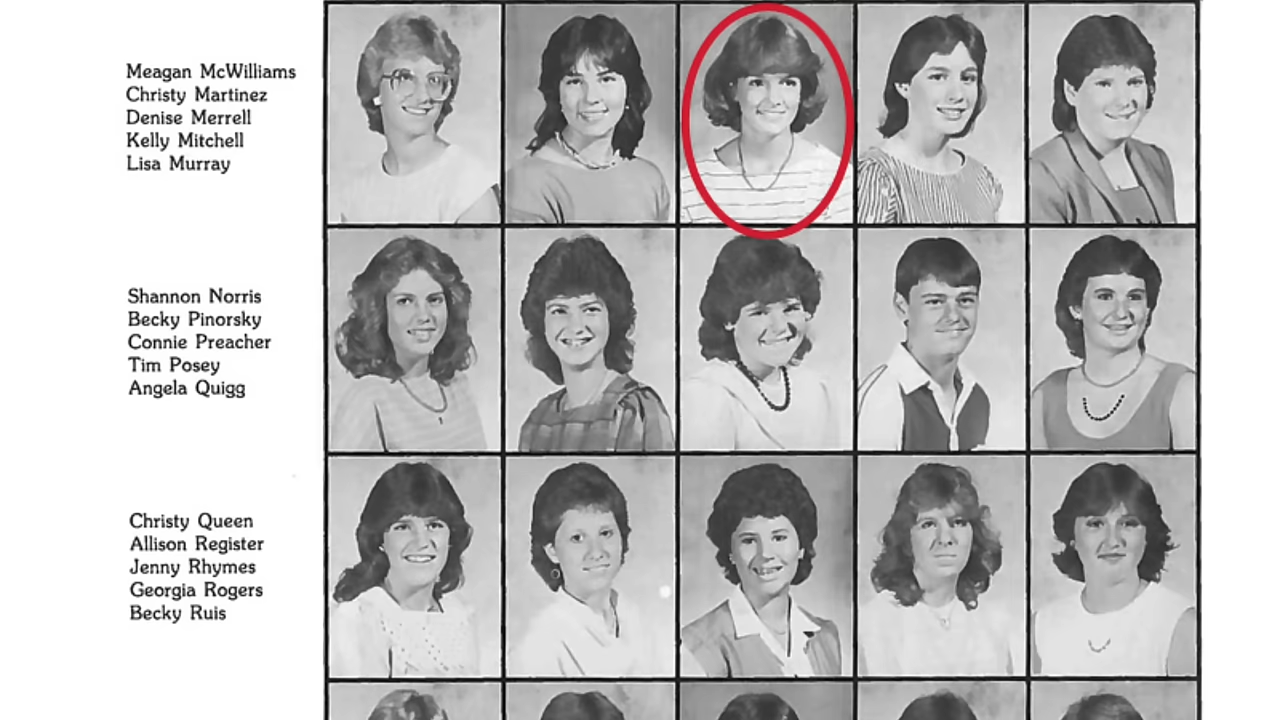 Meagan McWilliams
Christy Martinez
Denise Merrell
Kelly Mitchell
Lisa Murray
Shannon Norris
Becky Pinorsky
Connie Preacher
Tim Posey
Angela Quigg
Christy Queen
Allison Register
Jenny Rhymes
Georgia Rogers
Becky Ruis